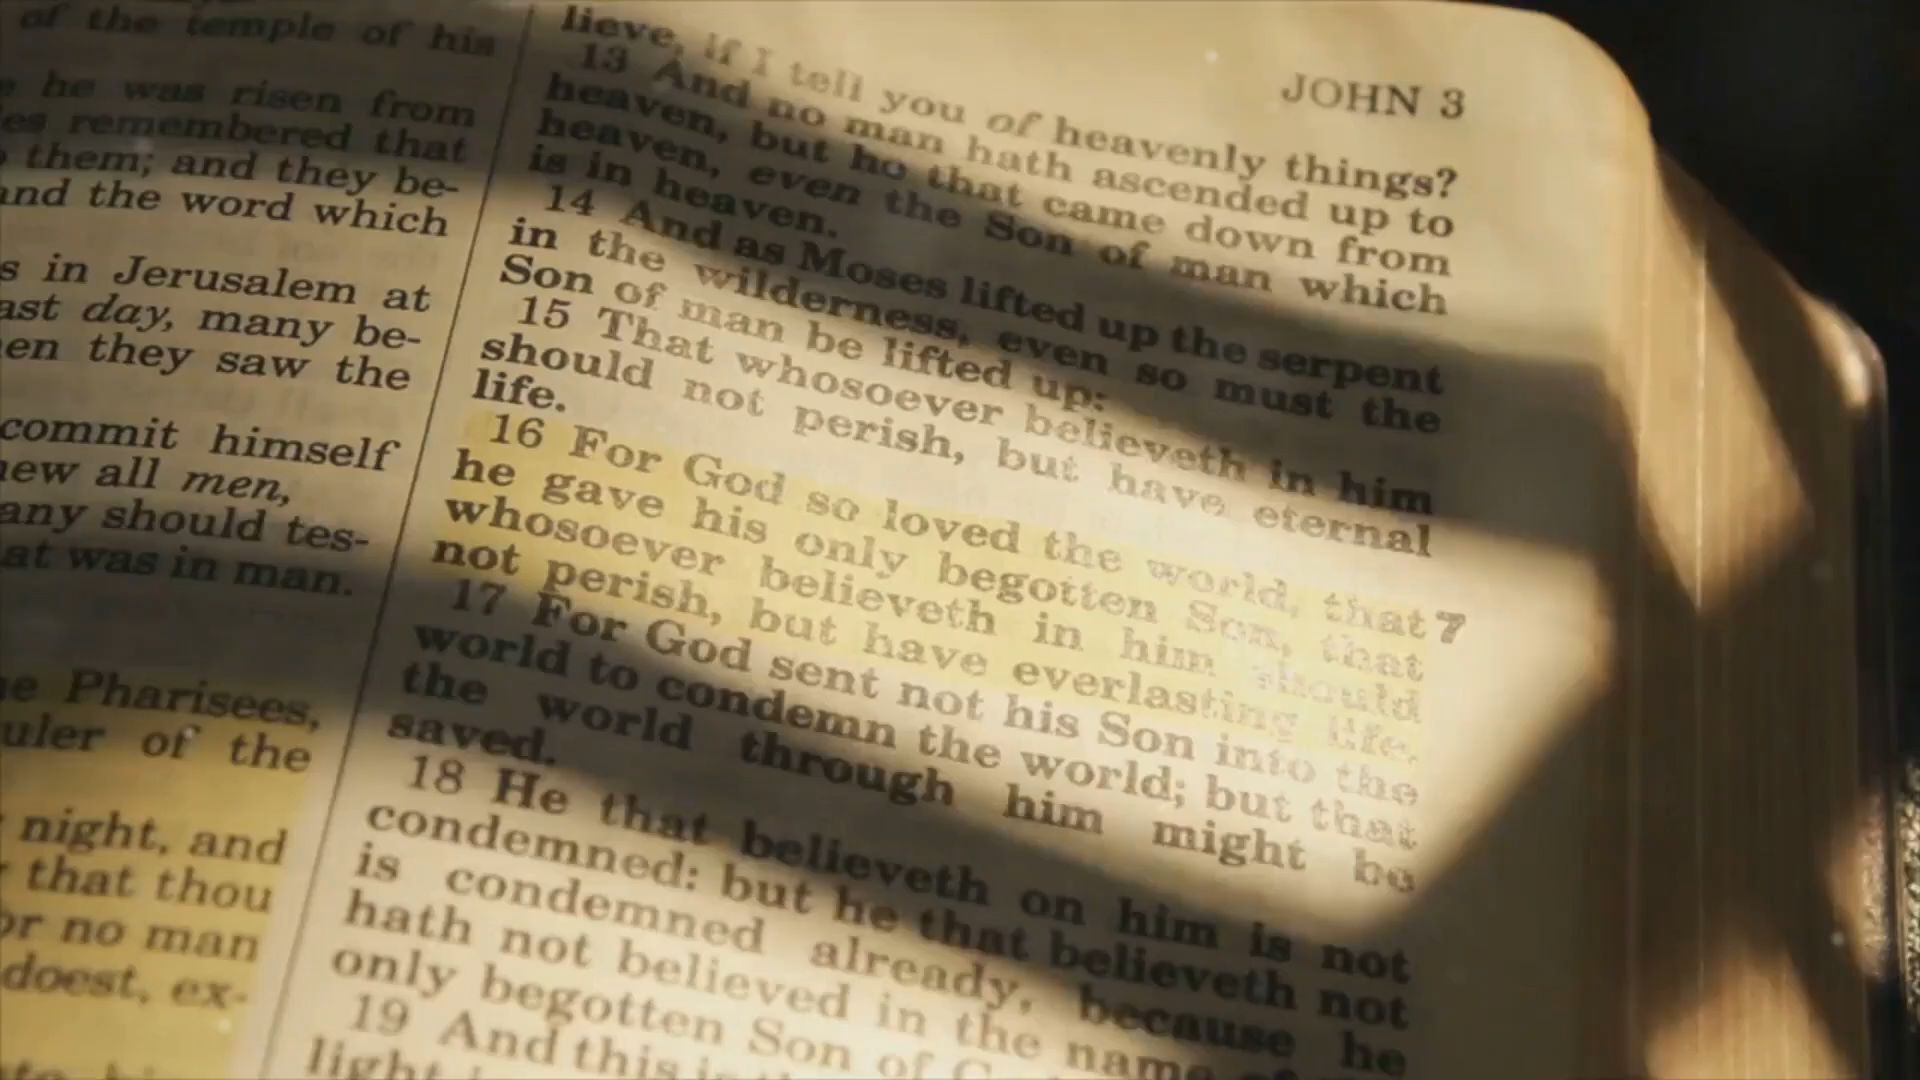 of the temple of his
he was risen from
remembered that
them; and they be-
and the word which
s in Jerusalem at
ast day, many be-
en they saw the
commit himself
new all men,
any should tes-
at was in man.
Pharisees,
uler of the
night, and
that thou
or no man
doest, ex-
JOHN 3
lieve, if I tell you of heavenly things?
13 And no man hath ascended up to
heaven, but he that came down from
heaven, even the Son of man which
is in heaven.
14 And as Moses lifted up the serpent
in the wilderness, even so must the
Son of man be lifted up:
15 That whosoever believeth in him
should not perish, but have eternal
life.
16 For God so loved the world, that 7
he gave his only begotten Son, that
whosoever believeth in him should
not perish, but have everlasting life.
17 For God sent not his Son into the
world to condemn the world; but that
the world through him might be
saved.
18 He that believeth on him is not
condemned: but he that believeth not
is condemned already, because he
hath not believed in the name of
only begotten Son of
19 And this is
light